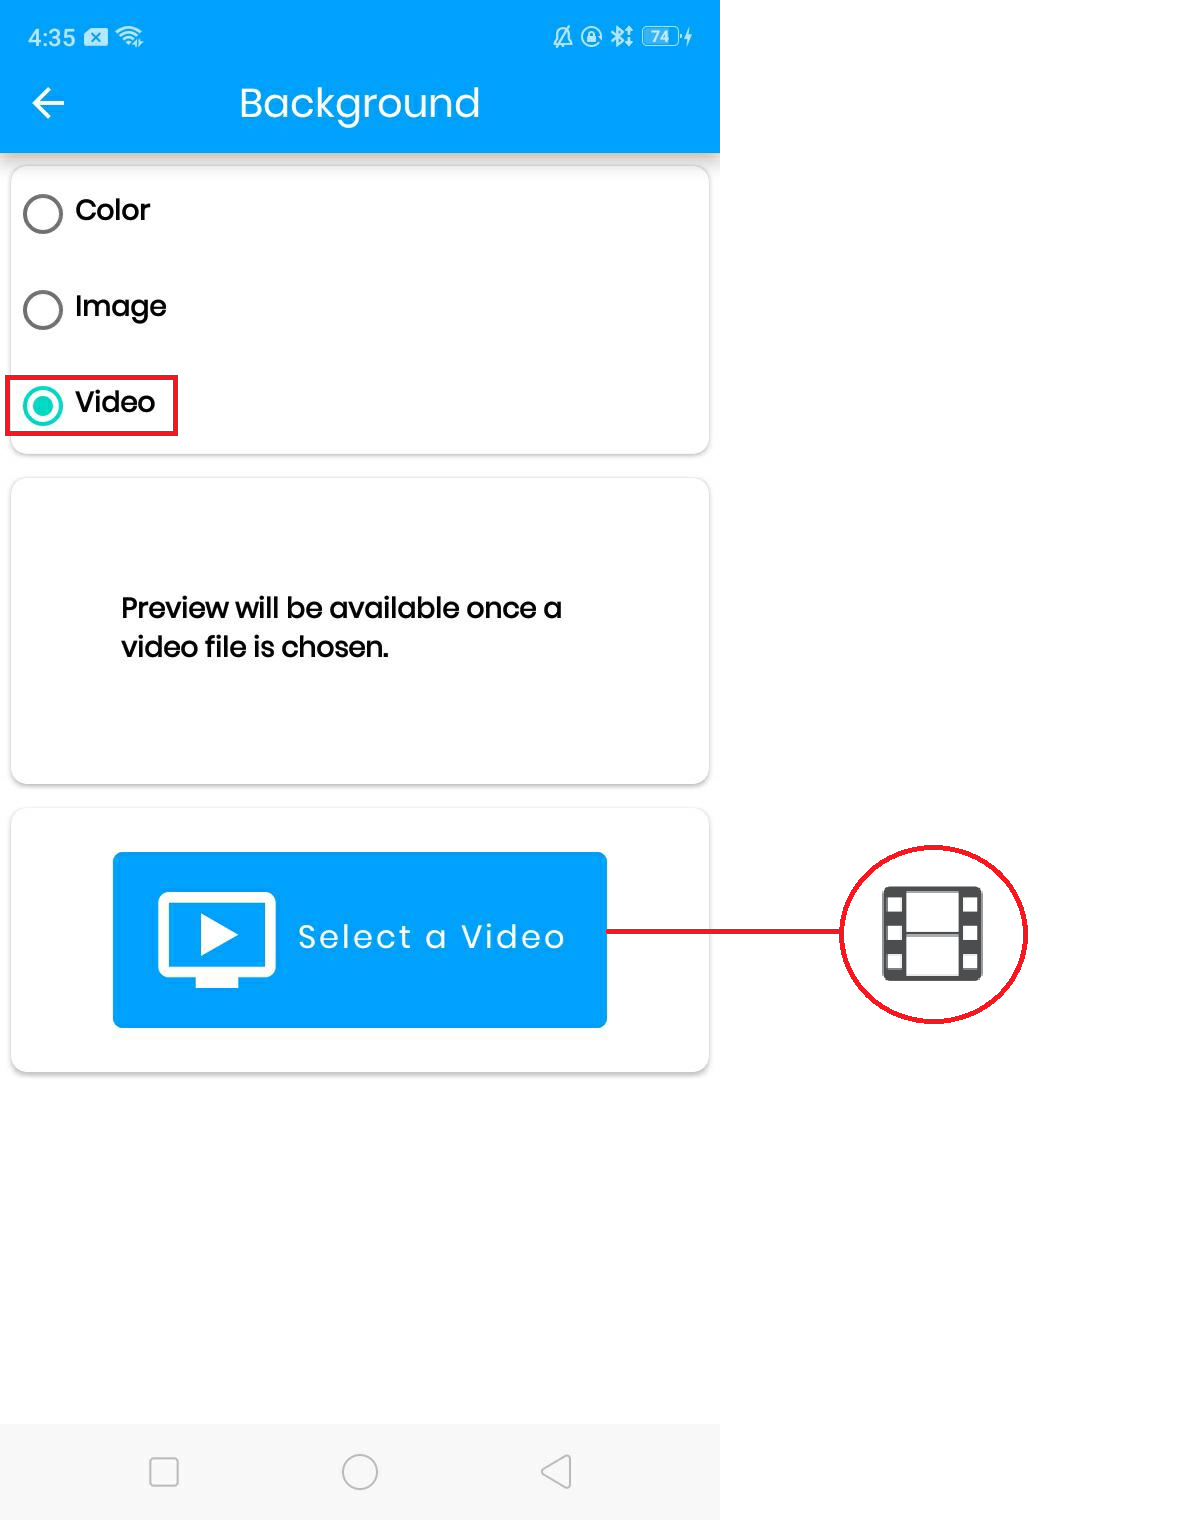 4:35
74
Background
Color
Image
Video
Preview will be available once a
video file is chosen.
Select a Video